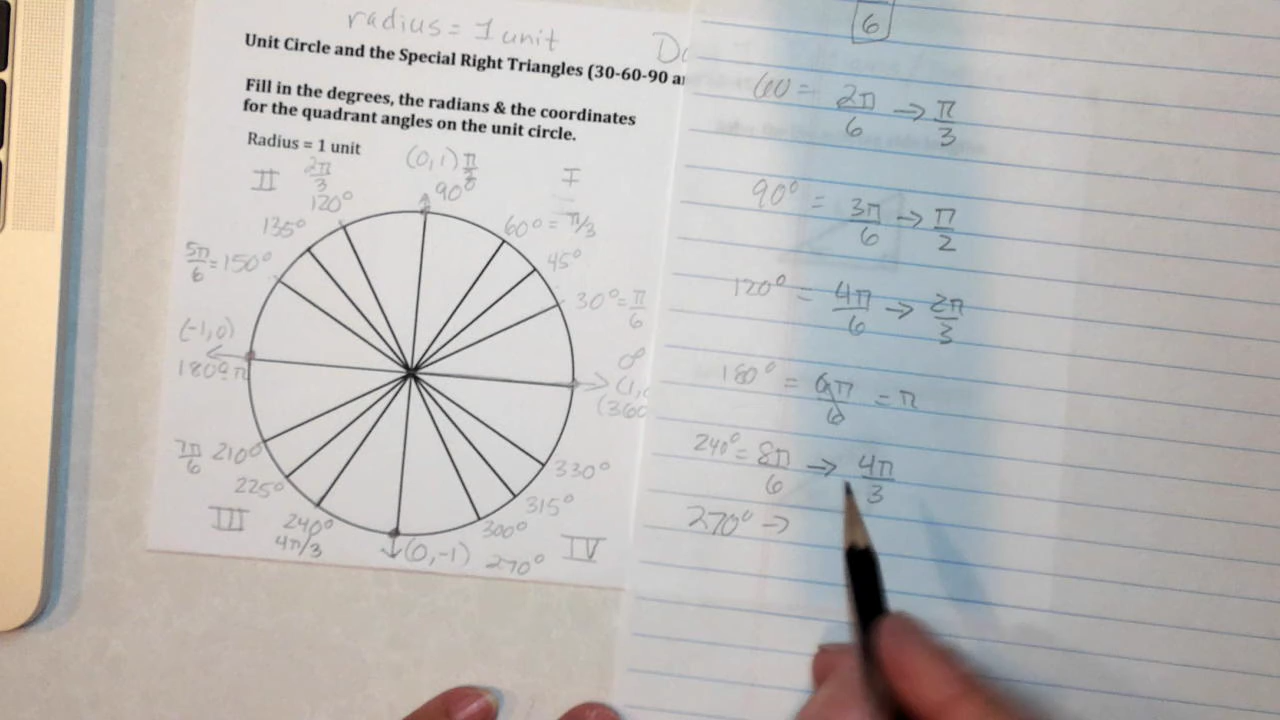 radius = 1 unit
Unit Circle and the Special Right Triangles (30-60-90 a
Fill in the degrees, the radians & the coordinates
for the quadrant angles on the unit circle.
Radius = 1 unit
II
2π/3
120°
(0,1) π/2
90°
I
135°
60° = π/3
45°
5π/6 = 150°
30° = π/6
(-1,0)
180° π
0°
(1,
(360
7π/6 210°
330°
225°
315°
III
240°
4π/3
300°
(0,-1)
270°
IV
6
60 = 2π/6 → π/3
90° = 3π/6 → π/2
120° = 4π/6 → 2π/3
180° = 6π/6 = π
240° = 8π/6 → 4π/3
270° →